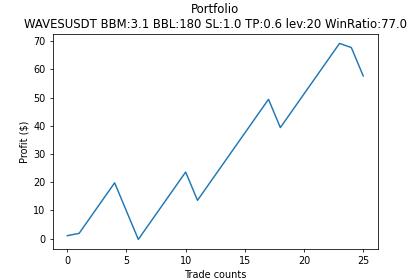 Portfolio
WAVESUSDT BBM:3.1 BBL:180 SL:1.0 TP:0.6 lev:20 WinRatio:77.0
70
60
50
40
30
20
10
0
Profit ($)
0 5 10 15 20 25
Trade counts